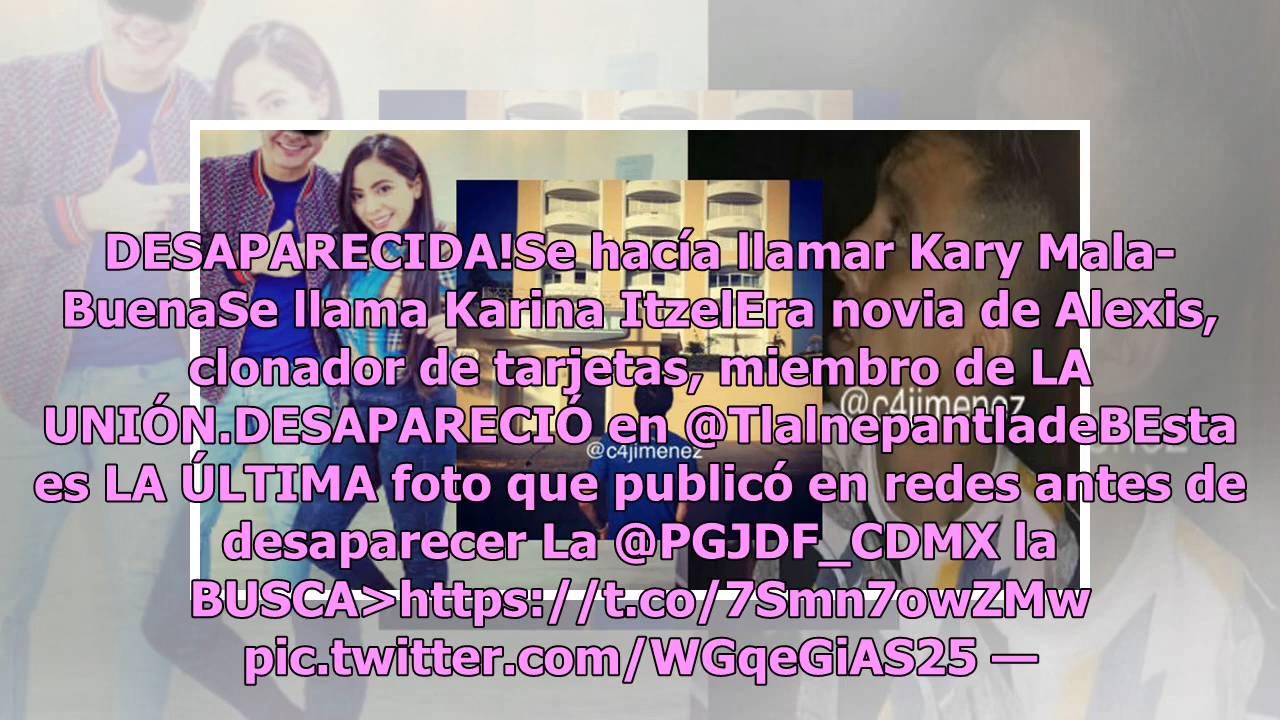 DESAPARECIDA!Se hacía llamar Kary Mala-
BuenaSe llama Karina ItzelEra novia de Alexis,
clonador de tarjetas, miembro de LA
UNIÓN.DESAPARECIÓ en @TlalnepantladeBEsta
es LA ÚLTIMA foto que publicó en redes antes de
desaparecer La @PGJDF_CDMX la
BUSCA>https://t.co/7Smn7owZMw
pic.twitter.com/WGqeGiAS25 —
@c4jimenez
@c4jimenez